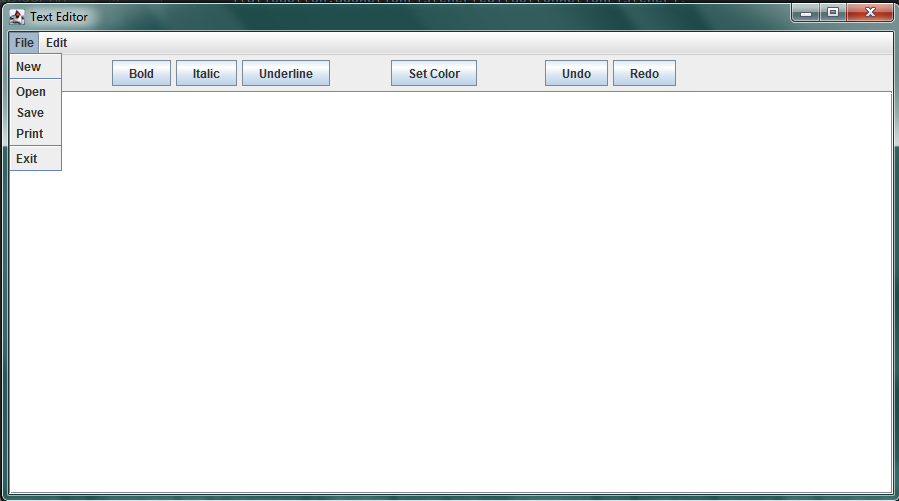 Text Editor
File Edit
New
Bold Italic Underline Set Color Undo Redo
Open
Save
Print
Exit